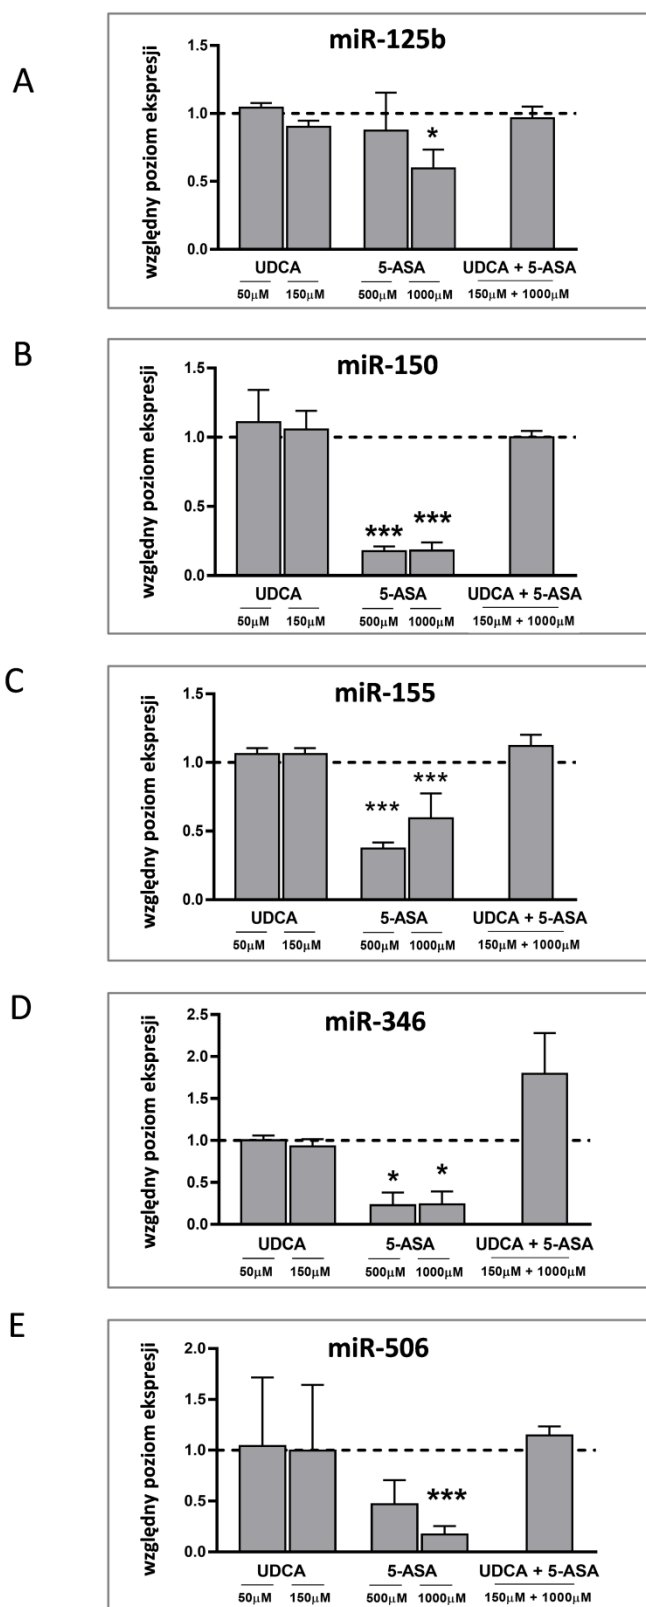 A
miR-125b
względny poziom ekspresji
1.5
1.0
*
0.5
0.0
UDCA 5-ASA UDCA + 5-ASA
50μM 150μM 500μM 1000μM 150μM + 1000μM
B
miR-150
względny poziom ekspresji
1.5
1.0
0.5
*** ***
0.0
UDCA 5-ASA UDCA + 5-ASA
50μM 150μM 500μM 1000μM 150μM + 1000μM
C
miR-155
względny poziom ekspresji
1.5
1.0
*** ***
0.5
0.0
UDCA 5-ASA UDCA + 5-ASA
50μM 150μM 500μM 1000μM 150μM + 1000μM
D
miR-346
względny poziom ekspresji
2.5
2.0
1.5
1.0
* *
0.5
0.0
UDCA 5-ASA UDCA + 5-ASA
50μM 150μM 500μM 1000μM 150μM + 1000μM
E
miR-506
względny poziom ekspresji
2.0
1.5
1.0
0.5
***
0.0
UDCA 5-ASA UDCA + 5-ASA
50μM 150μM 500μM 1000μM 150μM + 1000μM